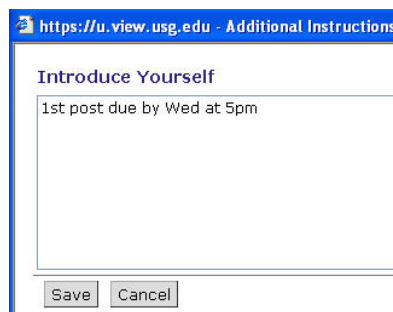 https://u.view.usg.edu - Additional Instructions
Introduce Yourself
1st post due by Wed at 5pm
Save Cancel